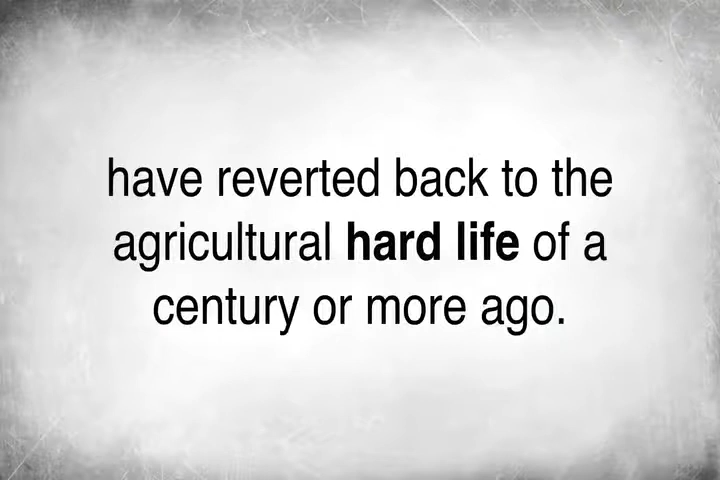 have reverted back to the
agricultural hard life of a
century or more ago.